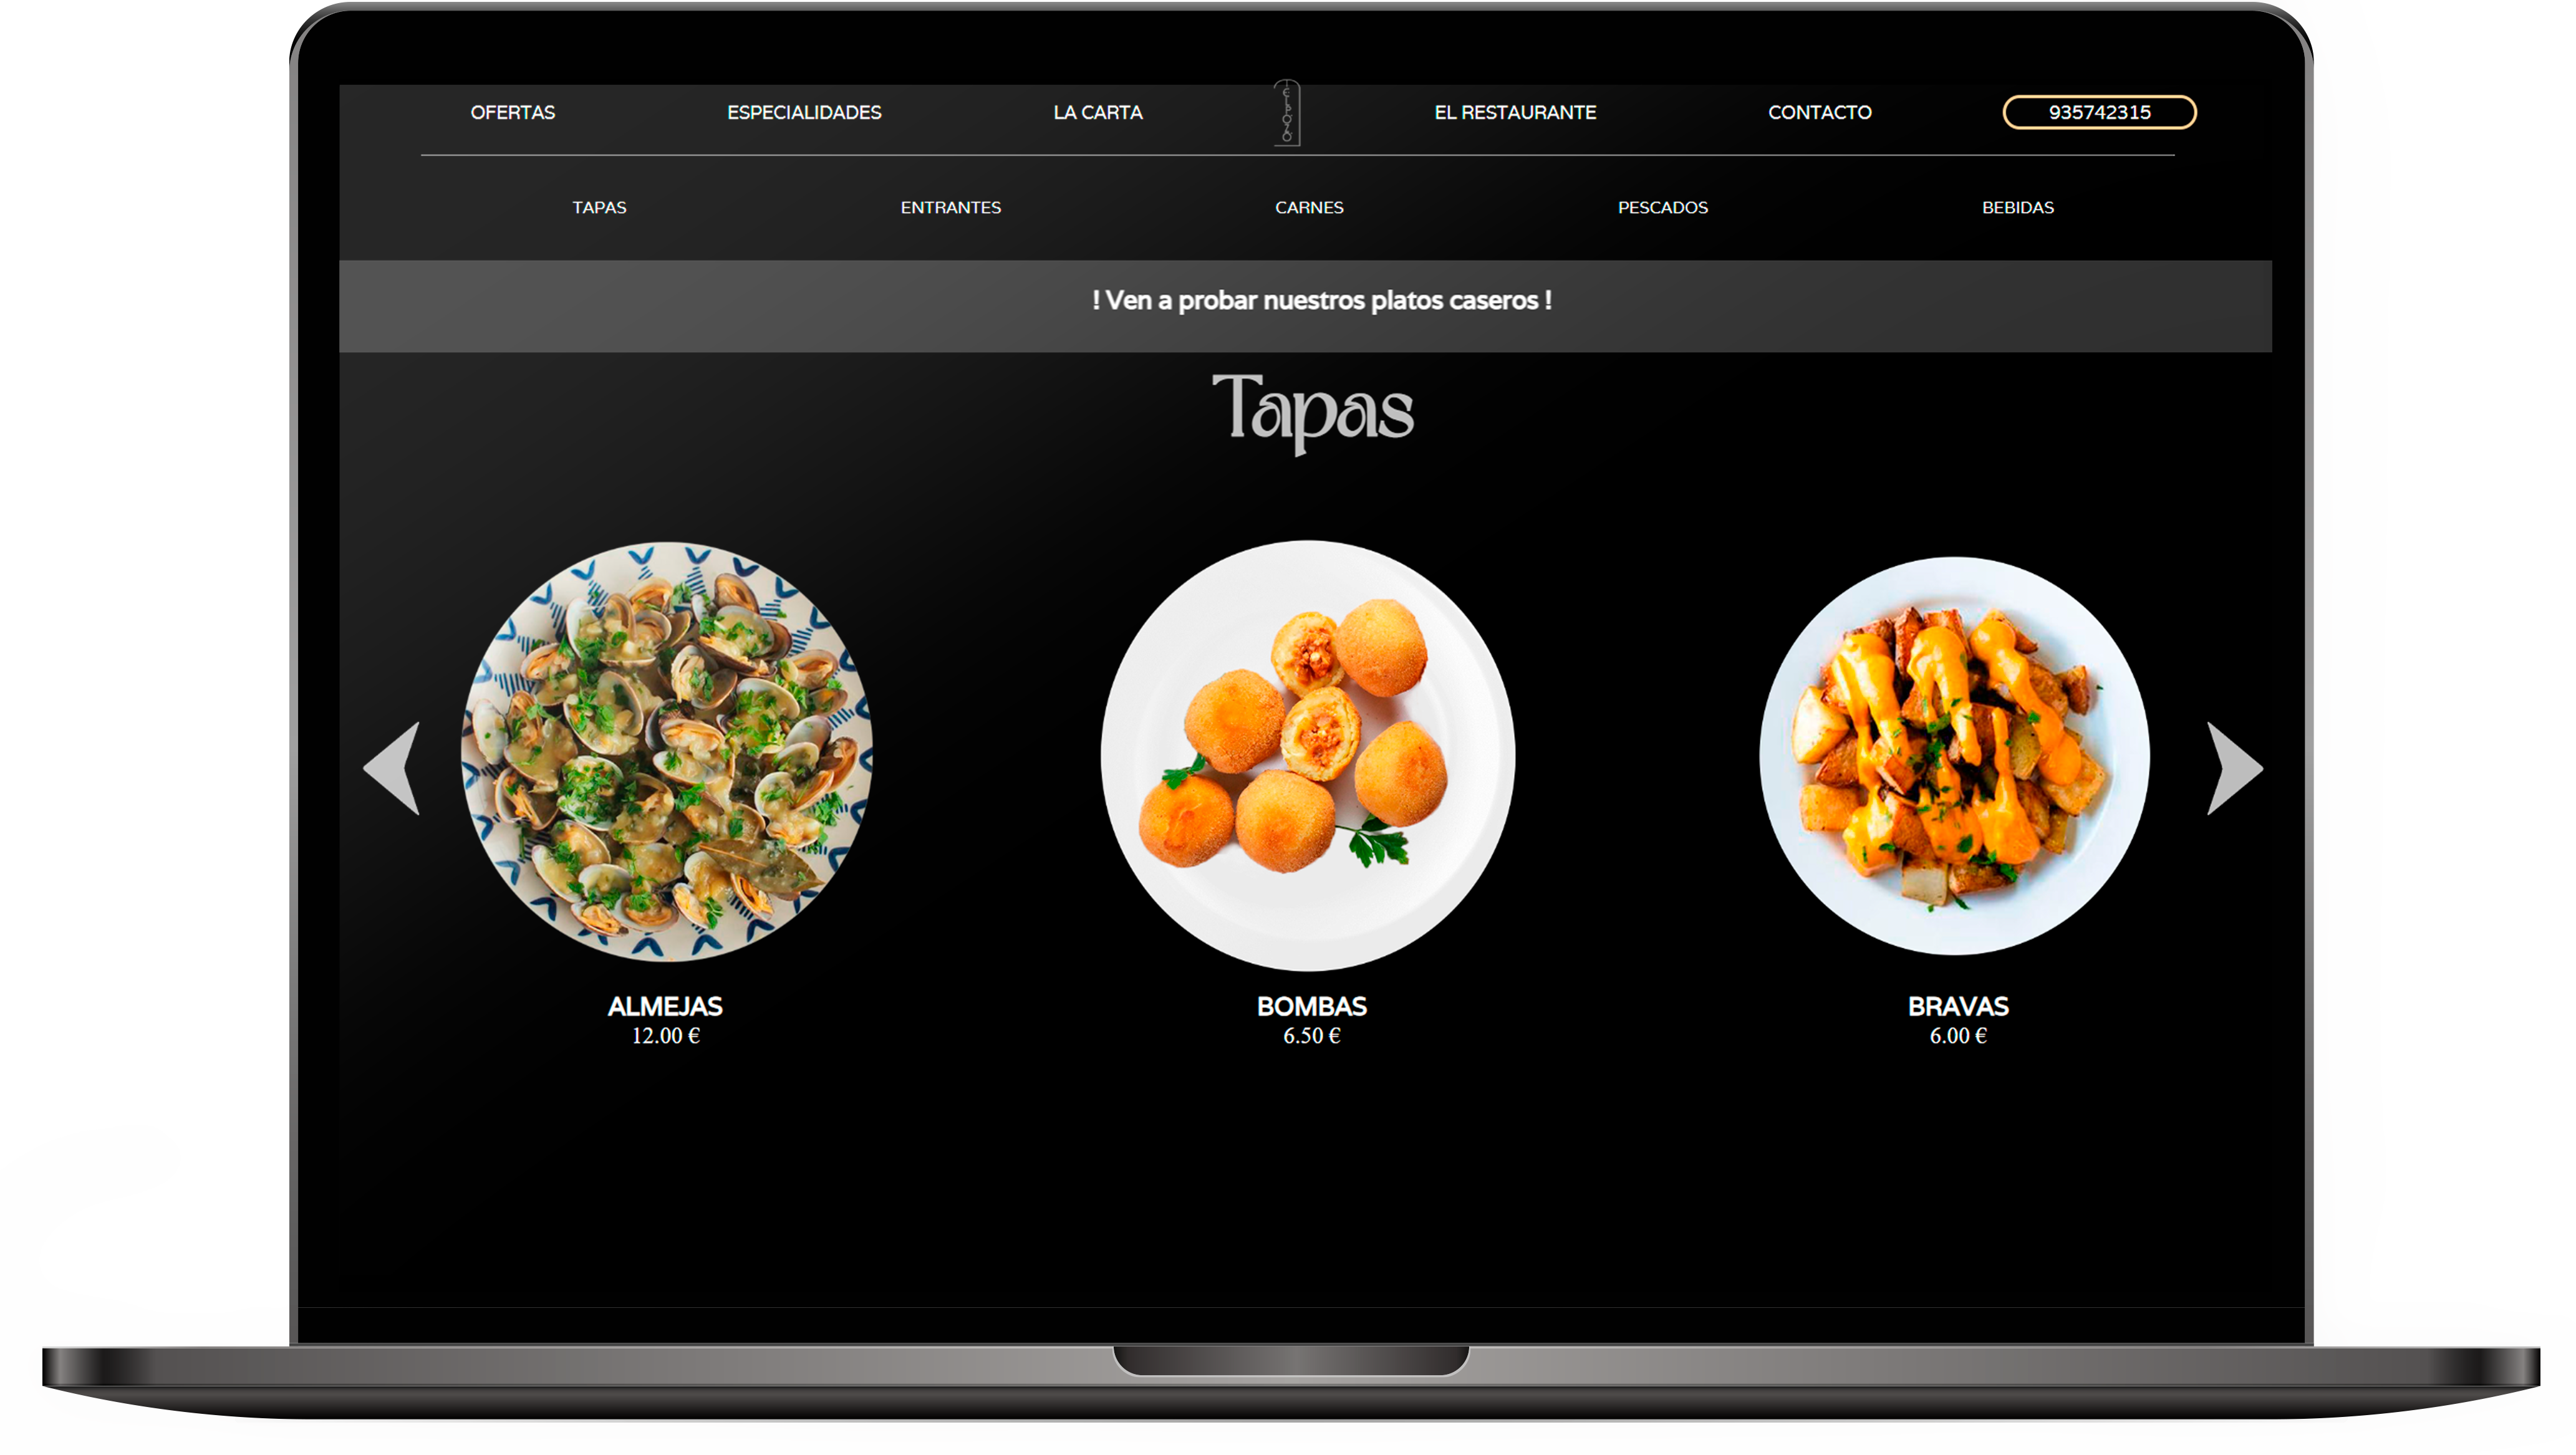 OFERTAS ESPECIALIDADES LA CARTA EL RESTAURANTE CONTACTO 935742315
TAPAS ENTRANTES CARNES PESCADOS BEBIDAS
! Ven a probar nuestros platos caseros !
Tapas
ALMEJAS BOMBAS BRAVAS
12.00 € 6.50 € 6.00 €